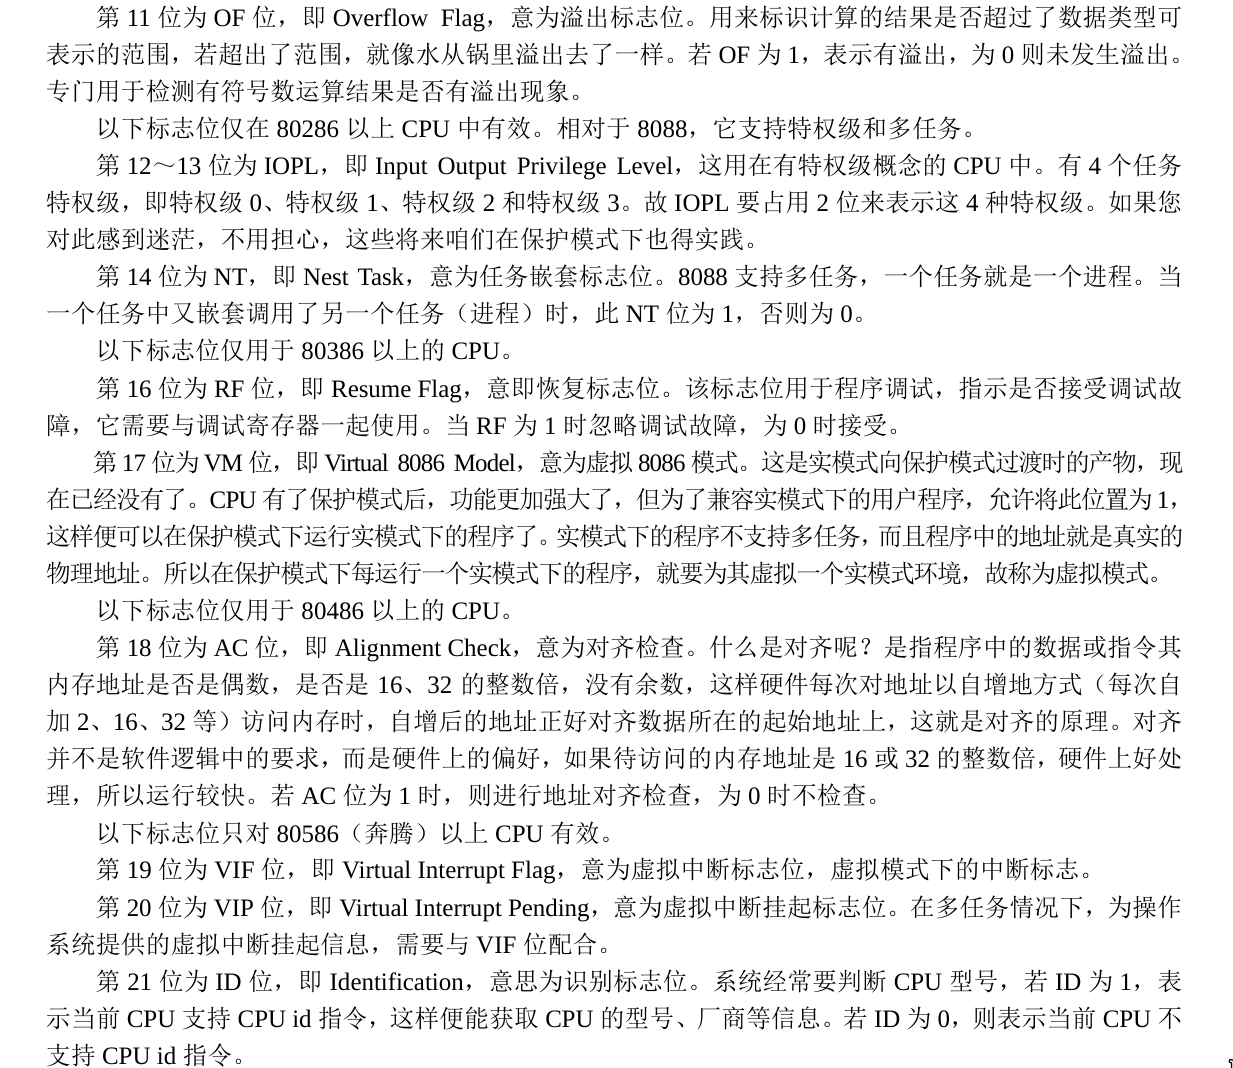 第 11 位为 OF 位，即 Overflow Flag，意为溢出标志位。用来标识计算的结果是否超过了数据类型可
表示的范围，若超出了范围，就像水从锅里溢出去了一样。若 OF 为 1，表示有溢出，为 0 则未发生溢出。
专门用于检测有符号数运算结果是否有溢出现象。
以下标志位仅在 80286 以上 CPU 中有效。相对于 8088，它支持特权级和多任务。
第 12～13 位为 IOPL，即 Input Output Privilege Level，这用在有特权级概念的 CPU 中。有 4 个任务
特权级，即特权级 0、特权级 1、特权级 2 和特权级 3。故 IOPL 要占用 2 位来表示这 4 种特权级。如果您
对此感到迷茫，不用担心，这些将来咱们在保护模式下也得实践。
第 14 位为 NT，即 Nest Task，意为任务嵌套标志位。8088 支持多任务，一个任务就是一个进程。当
一个任务中又嵌套调用了另一个任务（进程）时，此 NT 位为 1，否则为 0。
以下标志位仅用于 80386 以上的 CPU。
第 16 位为 RF 位，即 Resume Flag，意即恢复标志位。该标志位用于程序调试，指示是否接受调试故
障，它需要与调试寄存器一起使用。当 RF 为 1 时忽略调试故障，为 0 时接受。
第 17 位为 VM 位，即 Virtual 8086 Model，意为虚拟 8086 模式。这是实模式向保护模式过渡时的产物，现
在已经没有了。CPU 有了保护模式后，功能更加强大了，但为了兼容实模式下的用户程序，允许将此位置为 1，
这样便可以在保护模式下运行实模式下的程序了。实模式下的程序不支持多任务，而且程序中的地址就是真实的
物理地址。所以在保护模式下每运行一个实模式下的程序，就要为其虚拟一个实模式环境，故称为虚拟模式。
以下标志位仅用于 80486 以上的 CPU。
第 18 位为 AC 位，即 Alignment Check，意为对齐检查。什么是对齐呢？是指程序中的数据或指令其
内存地址是否是偶数，是否是 16、32 的整数倍，没有余数，这样硬件每次对地址以自增地方式（每次自
加 2、16、32 等）访问内存时，自增后的地址正好对齐数据所在的起始地址上，这就是对齐的原理。对齐
并不是软件逻辑中的要求，而是硬件上的偏好，如果待访问的内存地址是 16 或 32 的整数倍，硬件上好处
理，所以运行较快。若 AC 位为 1 时，则进行地址对齐检查，为 0 时不检查。
以下标志位只对 80586（奔腾）以上 CPU 有效。
第 19 位为 VIF 位，即 Virtual Interrupt Flag，意为虚拟中断标志位，虚拟模式下的中断标志。
第 20 位为 VIP 位，即 Virtual Interrupt Pending，意为虚拟中断挂起标志位。在多任务情况下，为操作
系统提供的虚拟中断挂起信息，需要与 VIF 位配合。
第 21 位为 ID 位，即 Identification，意思为识别标志位。系统经常要判断 CPU 型号，若 ID 为 1，表
示当前 CPU 支持 CPU id 指令，这样便能获取 CPU 的型号、厂商等信息。若 ID 为 0，则表示当前 CPU 不
支持 CPU id 指令。